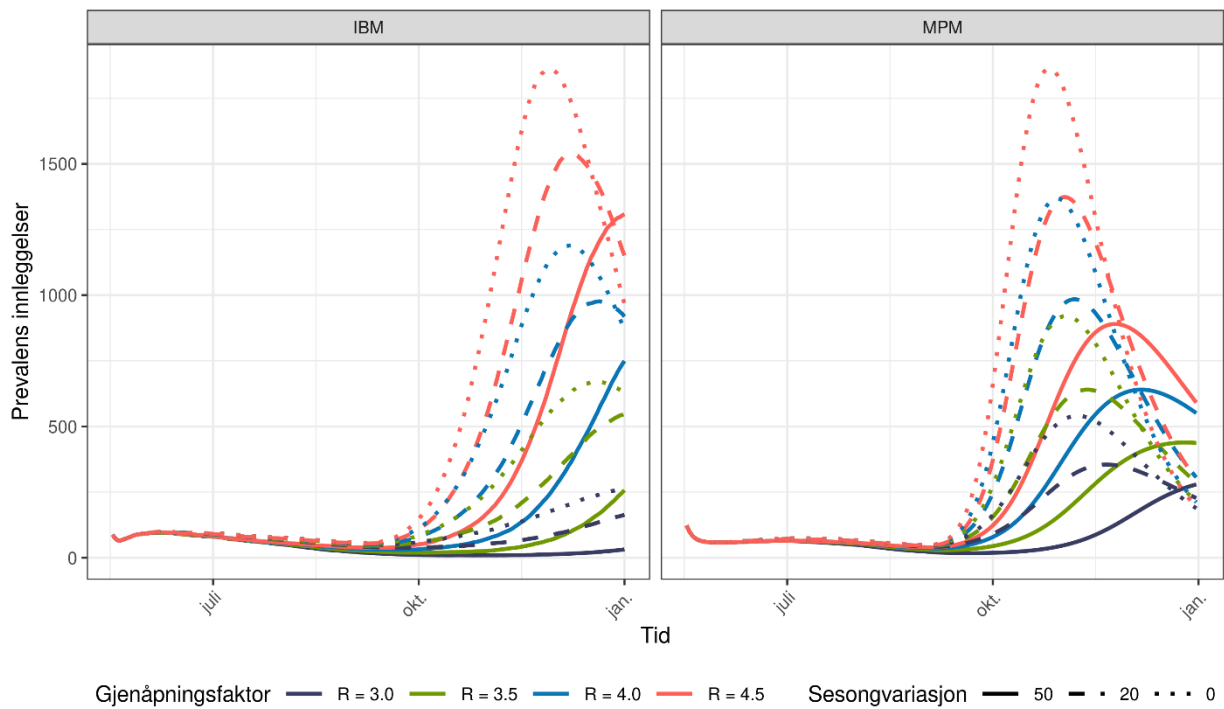 IBM
MPM
Prevalens innleggelser
1500
1000
500
0
juli
okt.
jan.
juli
okt.
jan.
Tid
Gjenåpningsfaktor R = 3.0 R = 3.5 R = 4.0 R = 4.5 Sesongvariasjon 50 20 0